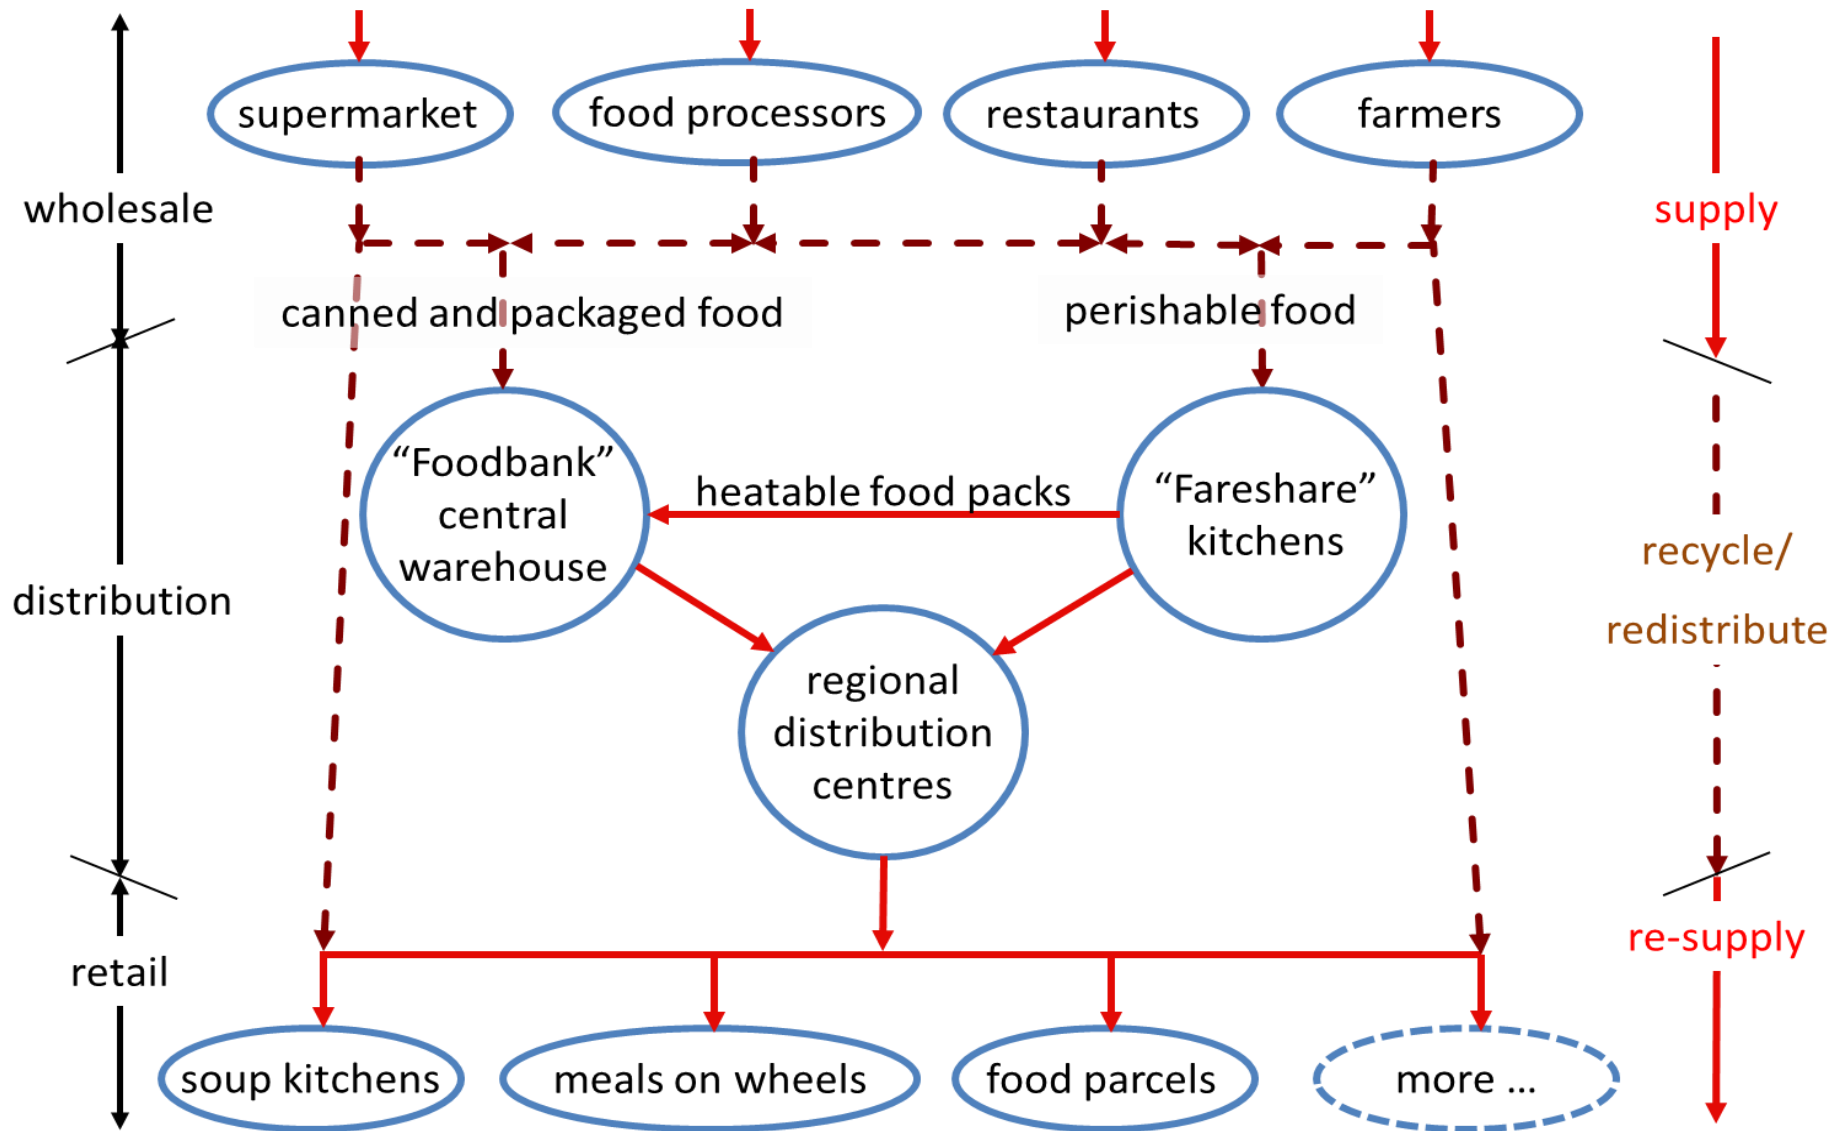 supermarket
food processors
restaurants
farmers
wholesale
supply
canned and packaged food
perishable food
“Foodbank”
central
warehouse
heatable food packs
“Fareshare”
kitchens
recycle/
redistribute
distribution
regional
distribution
centres
re-supply
retail
soup kitchens
meals on wheels
food parcels
more ...